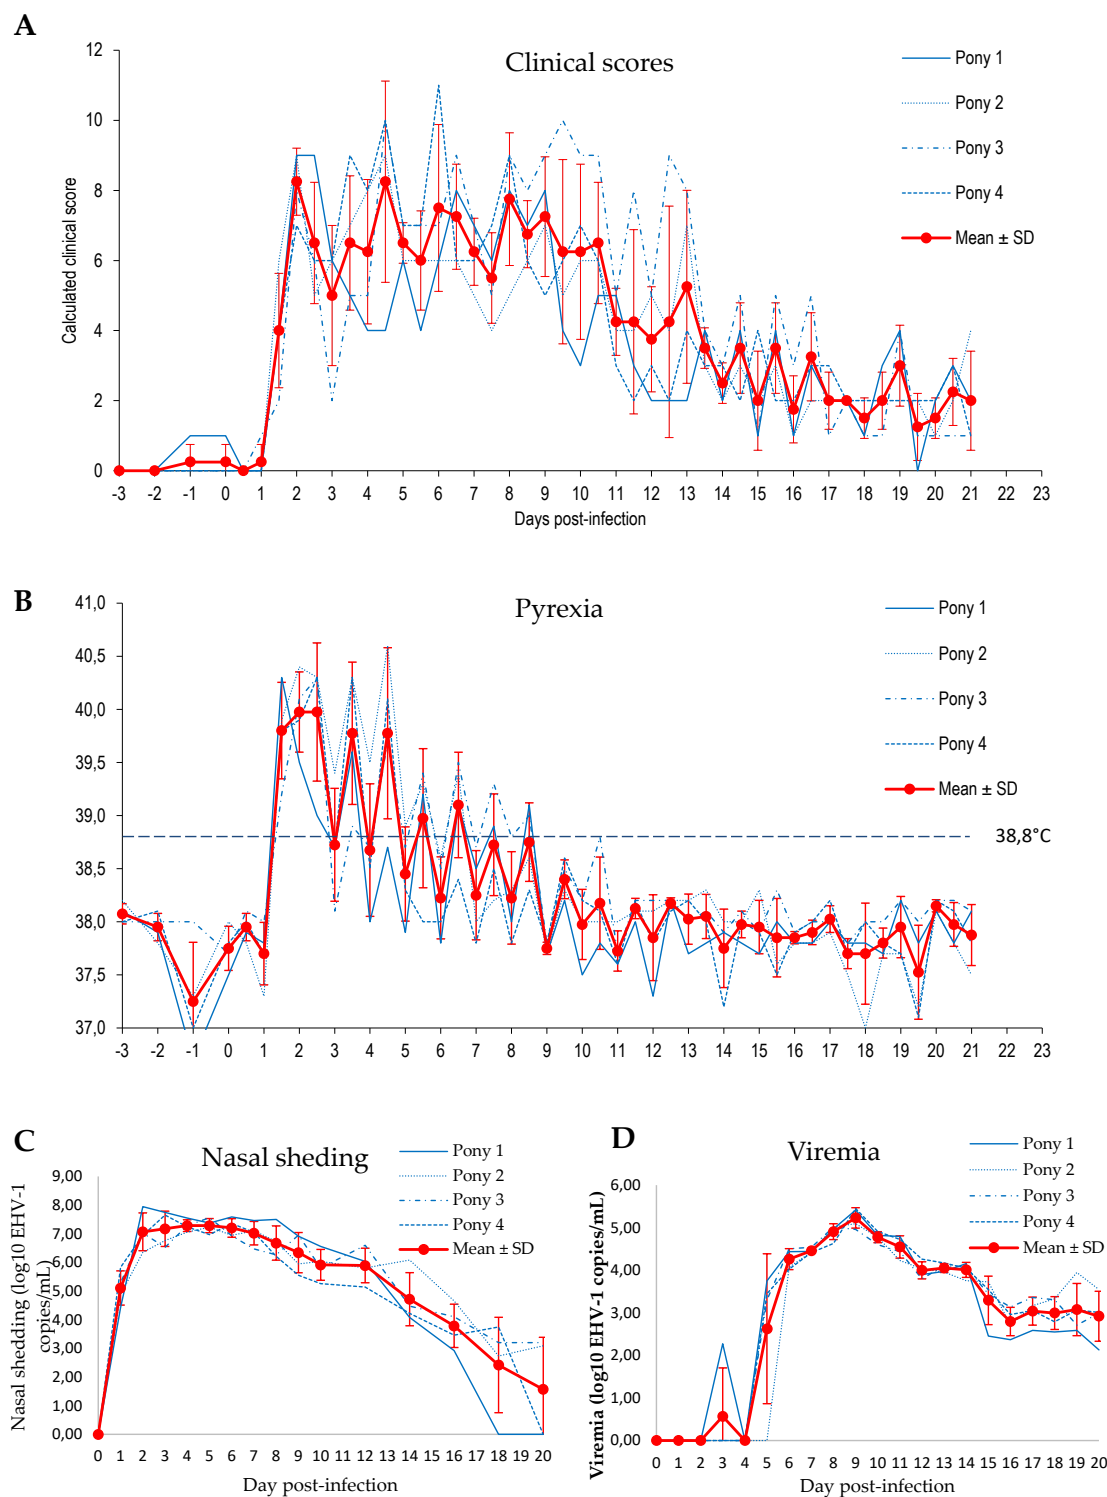 A
Clinical scores
12
10
8
6
4
2
0
Calculated clinical score
-3 -2 -1 0 1 2 3 4 5 6 7 8 9 10 11 12 13 14 15 16 17 18 19 20 21 22 23
Days post-infection
Pony 1
Pony 2
Pony 3
Pony 4
Mean ± SD
B
Pyrexia
41,0
40,5
40,0
39,5
39,0
38,5
38,0
37,5
37,0
-3 -2 -1 0 1 2 3 4 5 6 7 8 9 10 11 12 13 14 15 16 17 18 19 20 21 22 23
Pony 1
Pony 2
Pony 3
Pony 4
Mean ± SD
38,8°C
C
Nasal sheding
Pony 1
Pony 2
Pony 3
Pony 4
Mean ± SD
9,00
8,00
7,00
6,00
5,00
4,00
3,00
2,00
1,00
0,00
Nasal shedding (log10 EHV-1
copies/mL)
0 1 2 3 4 5 6 7 8 9 10 12 14 16 18 20
Day post-infection
D
Viremia
Pony 1
Pony 2
Pony 3
Pony 4
Mean ± SD
6,00
5,00
4,00
3,00
2,00
1,00
0,00
Viremia (log10 EHV-1 copies/mL)
0 1 2 3 4 5 6 7 8 9 10 11 12 13 14 15 16 17 18 19 20
Day post-infection